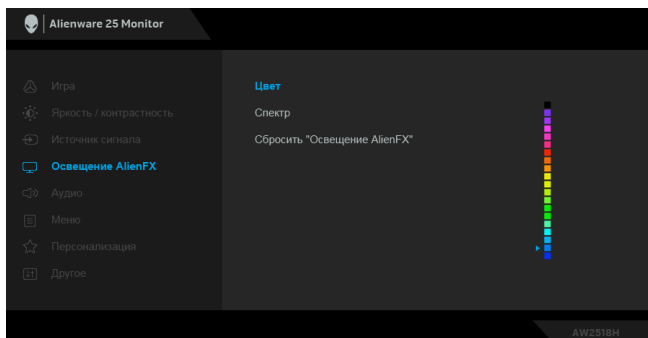 Alienware 25 Monitor
Игра
Яркость / контрастность
Источник сигнала
Освещение AlienFX
Аудио
Меню
Персонализация
Другое
Цвет
Спектр
Сбросить "Освещение AlienFX"
AW2518H